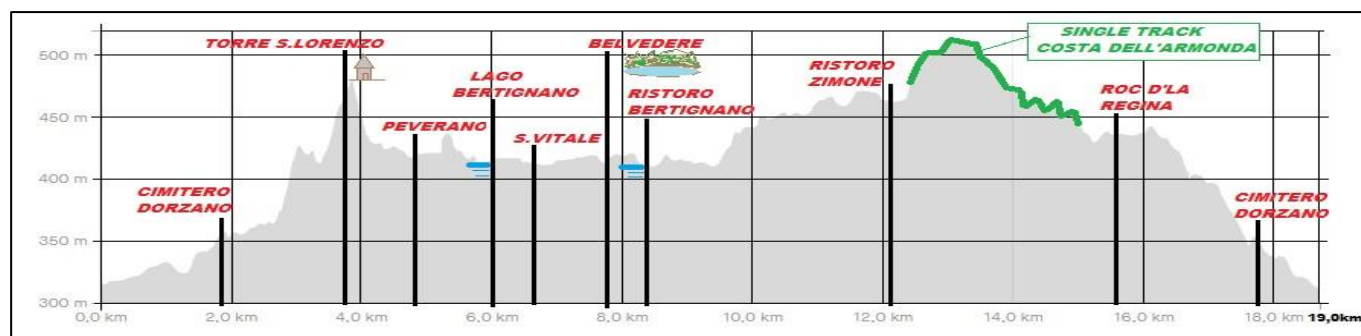 500 m
450 m
400 m
350 m
300 m
CIMITERO
DORZANO
TORRE S.LORENZO
PEVERANO
LAGO
BERTIGNANO
S.VITALE
BELVEDERE
RISTORO
BERTIGNANO
RISTORO
ZIMONE
SINGLE TRACK
COSTA DELL'ARMONDA
ROC D'LA
REGINA
CIMITERO
DORZANO
0,0 km
2,0 km
4,0 km
6,0 km
8,0 km
10,0 km
12,0 km
14,0 km
16,0 km
18,0 km
19,0km